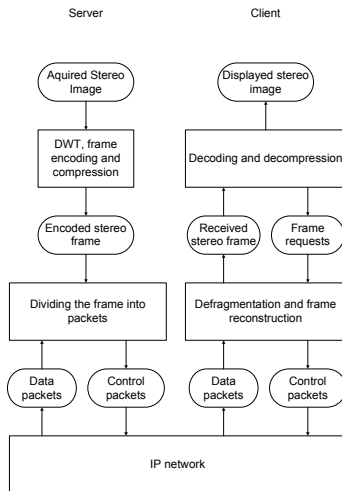 Server
Client
Aquired Stereo
Image
Displayed stereo
image
DWT, frame
encoding and
compression
Decoding and decompression
Encoded stereo
frame
Received
stereo frame
Frame
requests
Dividing the frame into
packets
Defragmentation and frame
reconstruction
Data
packets
Control
packets
Data
packets
Control
packets
IP network